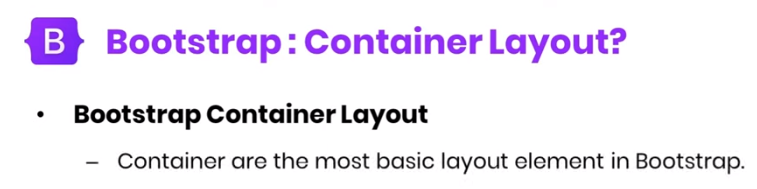 B Bootstrap : Container Layout?
• Bootstrap Container Layout
– Container are the most basic layout element in Bootstrap.